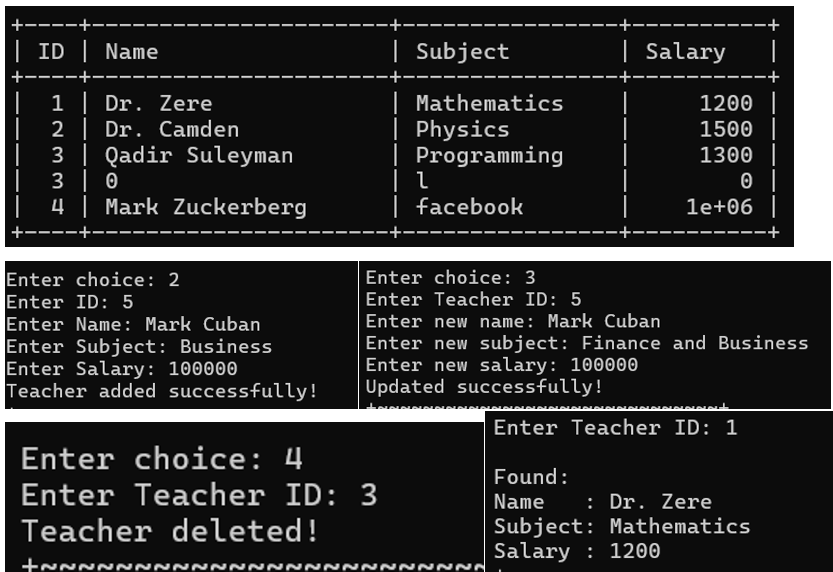 +----+-----------------------+-----------------+----------+
| ID | Name                  | Subject         | Salary   |
+----+-----------------------+-----------------+----------+
|  1 | Dr. Zere              | Mathematics     |     1200 |
|  2 | Dr. Camden            | Physics         |     1500 |
|  3 | Qadir Suleyman        | Programming     |     1300 |
|  3 | 0                     | l               |        0 |
|  4 | Mark Zuckerberg       | facebook        |    1e+06 |
+----+-----------------------+-----------------+----------+
Enter choice: 2
Enter ID: 5
Enter Name: Mark Cuban
Enter Subject: Business
Enter Salary: 100000
Teacher added successfully!
Enter choice: 3
Enter Teacher ID: 5
Enter new name: Mark Cuban
Enter new subject: Finance and Business
Enter new salary: 100000
Updated successfully!
+~~~~~~~~~~~~~~~~~~~~~~~~~~~~~~+
Enter choice: 4
Enter Teacher ID: 3
Teacher deleted!
+~~~~~~~~~~~~~~~~~~~~~~~~
Enter Teacher ID: 1
Found:
Name   : Dr. Zere
Subject: Mathematics
Salary : 1200